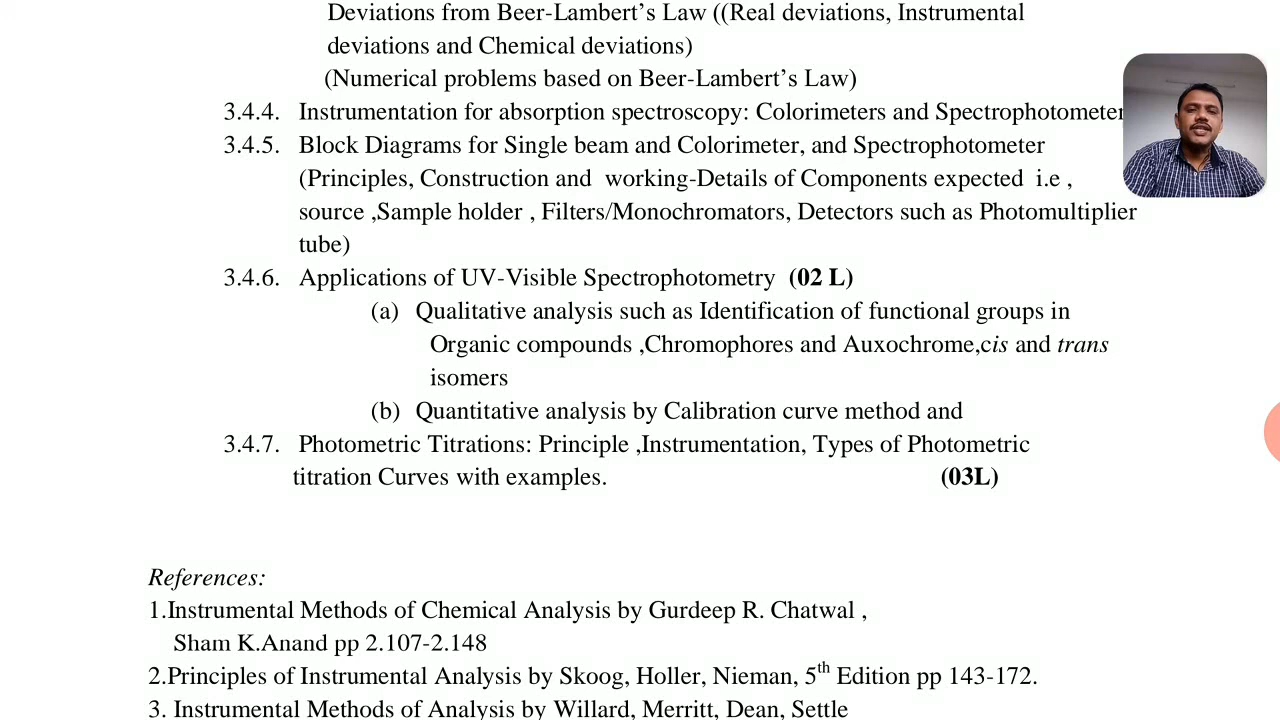 Deviations from Beer-Lambert’s Law ((Real deviations, Instrumental
deviations and Chemical deviations)
(Numerical problems based on Beer-Lambert’s Law)
3.4.4. Instrumentation for absorption spectroscopy: Colorimeters and Spectrophotometer
3.4.5. Block Diagrams for Single beam and Colorimeter, and Spectrophotometer
(Principles, Construction and working-Details of Components expected i.e ,
source ,Sample holder , Filters/Monochromators, Detectors such as Photomultiplier
tube)
3.4.6. Applications of UV-Visible Spectrophotometry (02 L)
(a) Qualitative analysis such as Identification of functional groups in
Organic compounds ,Chromophores and Auxochrome,cis and trans
isomers
(b) Quantitative analysis by Calibration curve method and
3.4.7. Photometric Titrations: Principle ,Instrumentation, Types of Photometric
titration Curves with examples. (03L)
References:
1.Instrumental Methods of Chemical Analysis by Gurdeep R. Chatwal ,
Sham K.Anand pp 2.107-2.148
2.Principles of Instrumental Analysis by Skoog, Holler, Nieman, 5th Edition pp 143-172.
3. Instrumental Methods of Analysis by Willard, Merritt, Dean, Settle